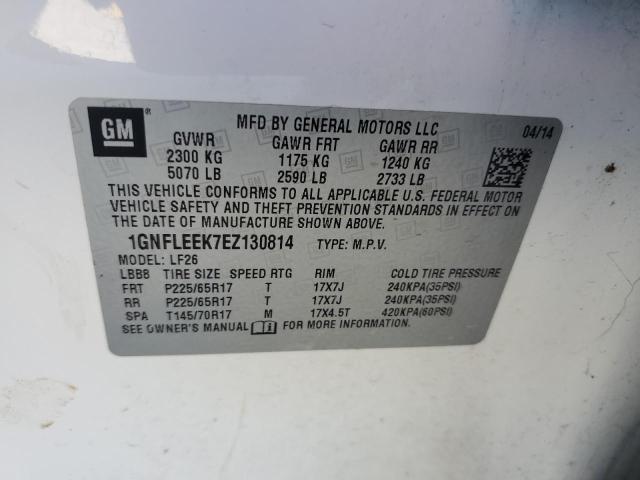 GM ®
MFD BY GENERAL MOTORS LLC 04/14
GVWR GAWR FRT GAWR RR
2300 KG 1175 KG 1240 KG
5070 LB 2590 LB 2733 LB
THIS VEHICLE CONFORMS TO ALL APPLICABLE U.S. FEDERAL MOTOR
VEHICLE SAFETY AND THEFT PREVENTION STANDARDS IN EFFECT ON
THE DATE OF MANUFACTURE SHOWN ABOVE.
1GNFLEEK7EZ130814 TYPE: M.P.V.
MODEL: LF26
LBBB TIRE SIZE SPEED RTG RIM COLD TIRE PRESSURE
FRT P225/65R17 T 17X7J 240KPA(35PSI)
RR P225/65R17 T 17X7J 240KPA(35PSI)
SPA T145/70R17 M 17X4.5T 420KPA(60PSI)
SEE OWNER'S MANUAL FOR MORE INFORMATION.